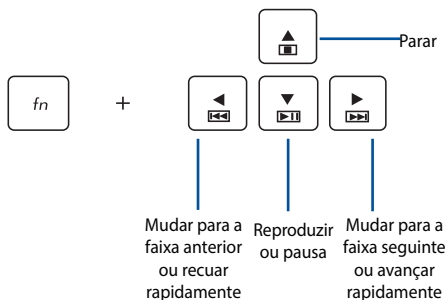 Parar
fn +
Mudar para a
faixa anterior
ou recuar
rapidamente
Reproduzir
ou pausa
Mudar para a
faixa seguinte
ou avançar
rapidamente